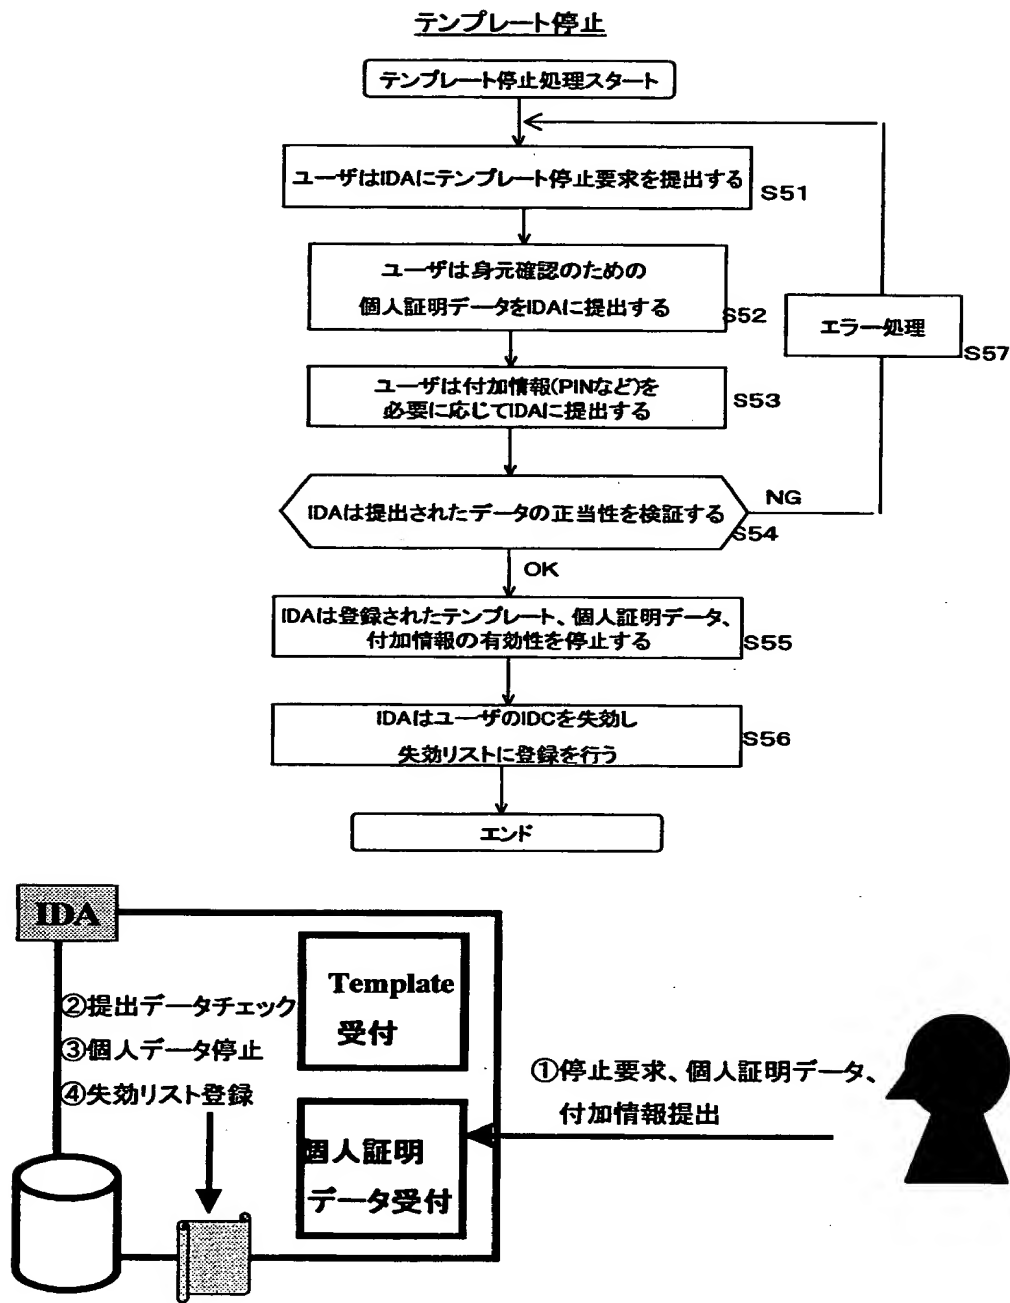 テンプレート停止
テンプレート停止処理スタート
ユーザはIDAにテンプレート停止要求を提出する
S51
ユーザは身元確認のための
個人証明データをIDAに提出する
S52
エラー処理
S57
ユーザは付加情報(PINなど)を
必要に応じてIDAに提出する
S53
IDAは提出されたデータの正当性を検証する
NG
S54
OK
IDAは登録されたテンプレート、個人証明データ、
付加情報の有効性を停止する
S55
IDAはユーザのIDCを失効し
失効リストに登録を行う
S56
エンド
IDA
Template
受付
②提出データチェック
③個人データ停止
④失効リスト登録
①停止要求、個人証明データ、
付加情報提出
個人証明
データ受付